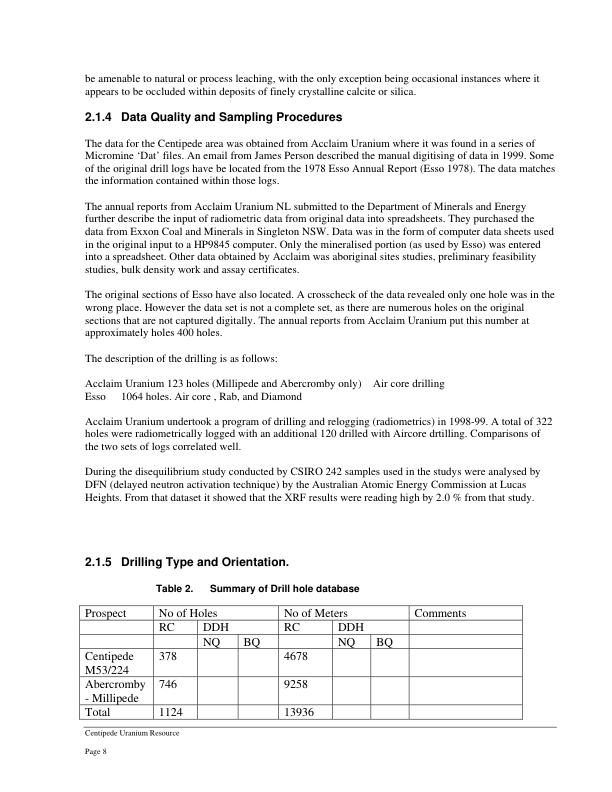 be amenable to natural or process leaching, with the only exception being occasional instances where it
appears to be occluded within deposits of finely crystalline calcite or silica.
2.1.4 Data Quality and Sampling Procedures
The data for the Centipede area was obtained from Acclaim Uranium where it was found in a series of
Micromine ‘Dat’ files. An email from James Person described the manual digitising of data in 1999. Some
of the original drill logs have be located from the 1978 Esso Annual Report (Esso 1978). The data matches
the information contained within those logs.
The annual reports from Acclaim Uranium NL submitted to the Department of Minerals and Energy
further describe the input of radiometric data from original data into spreadsheets. They purchased the
data from Exxon Coal and Minerals in Singleton NSW. Data was in the form of computer data sheets used
in the original input to a HP9845 computer. Only the mineralised portion (as used by Esso) was entered
into a spreadsheet. Other data obtained by Acclaim was aboriginal sites studies, preliminary feasibility
studies, bulk density work and assay certificates.
The original sections of Esso have also located. A crosscheck of the data revealed only one hole was in the
wrong place. However the data set is not a complete set, as there are numerous holes on the original
sections that are not captured digitally. The annual reports from Acclaim Uranium put this number at
approximately holes 400 holes.
The description of the drilling is as follows:
Acclaim Uranium 123 holes (Millipede and Abercromby only) Air core drilling
Esso 1064 holes. Air core , Rab, and Diamond
Acclaim Uranium undertook a program of drilling and relogging (radiometrics) in 1998-99. A total of 322
holes were radiometrically logged with an additional 120 drilled with Aircore drtilling. Comparisons of
the two sets of logs correlated well.
During the disequilibrium study conducted by CSIRO 242 samples used in the studys were analysed by
DFN (delayed neutron activation technique) by the Australian Atomic Energy Commission at Lucas
Heights. From that dataset it showed that the XRF results were reading high by 2.0 % from that study.
2.1.5 Drilling Type and Orientation.
Table 2. Summary of Drill hole database
Prospect No of Holes No of Meters Comments
RC DDH RC DDH
NQ BQ NQ BQ
Centipede 378 4678
M53/224
Abercromby 746 9258
- Millipede
Total 1124 13936
Centipede Uranium Resource
Page 8